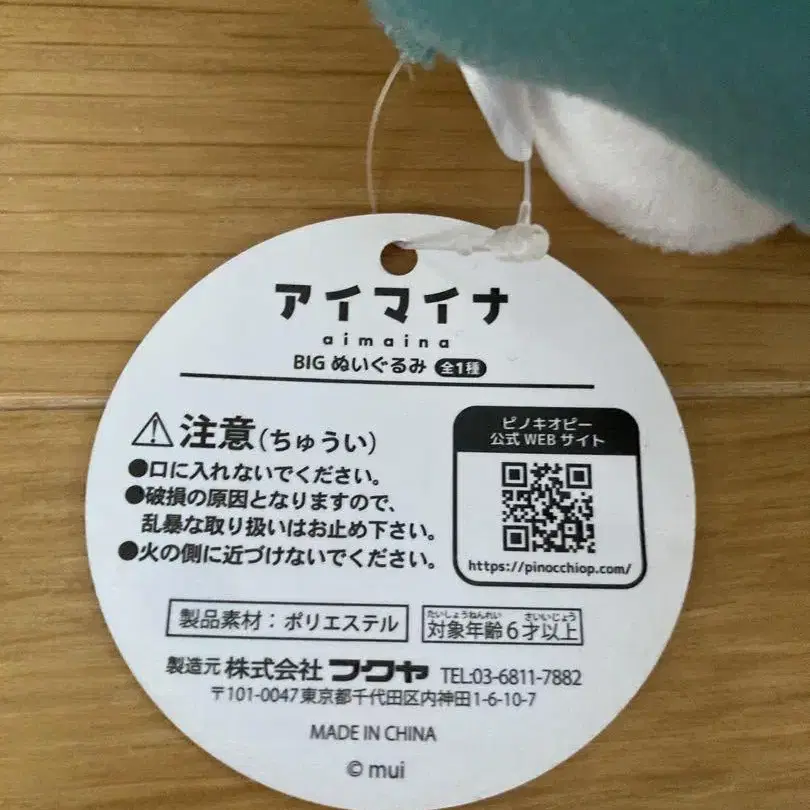 アイマイナ
aimaina
BIG ぬいぐるみ 全1種
注意(ちゅうい)
●口に入れないでください。
●破損の原因となりますので、
乱暴な取り扱いはお止め下さい。
●火の側に近づけないでください。
ピノキオピー
公式 WEB サイト
https://pinocchiop.com/
製品素材:ポリエステル
たいしょうねんれい さいいじょう
対象年齢6才以上
製造元 株式会社 フクヤ TEL:03-6811-7882
〒101-0047 東京都千代田区内神田1-6-10-7
MADE IN CHINA
© mui